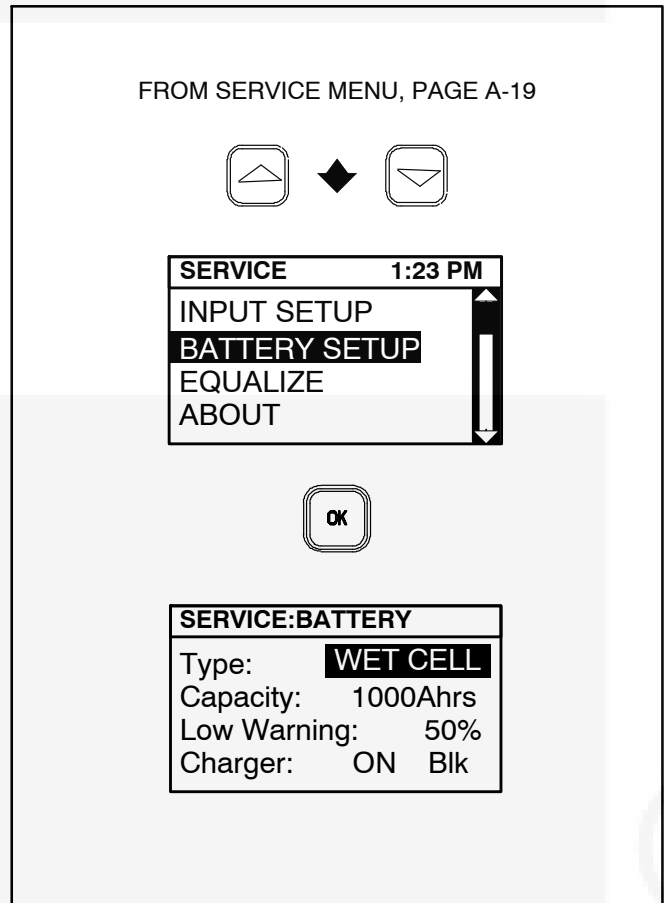 FROM SERVICE MENU, PAGE A-19
SERVICE 1:23 PM
INPUT SETUP
BATTERY SETUP
EQUALIZE
ABOUT
OK
SERVICE:BATTERY
Type: WET CELL
Capacity: 1000Ahrs
Low Warning: 50%
Charger: ON Blk